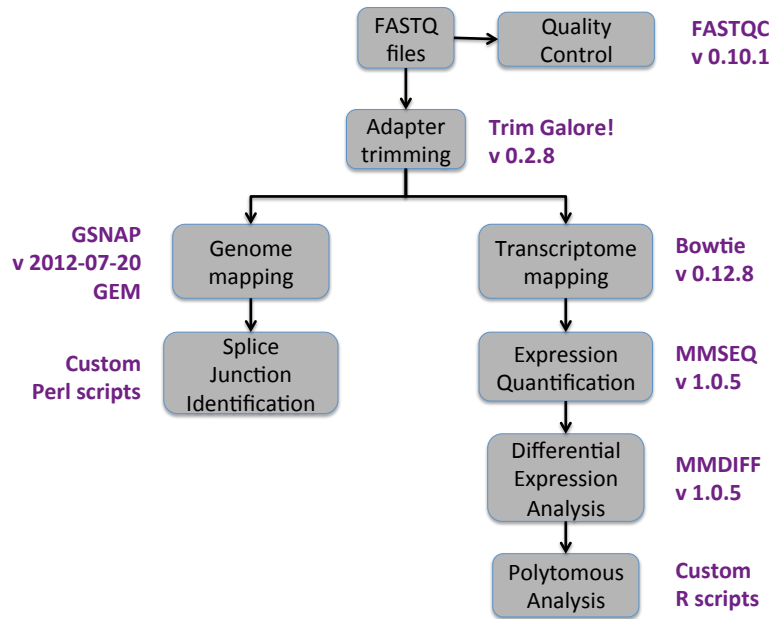 FASTQ
files
Quality
Control
FASTQC
v 0.10.1
Adapter
trimming
Trim Galore!
v 0.2.8
GSNAP
v 2012-07-20
GEM
Genome
mapping
Transcriptome
mapping
Bowtie
v 0.12.8
Custom
Perl scripts
Splice
Junction
Identification
Expression
Quantification
MMSEQ
v 1.0.5
Differential
Expression
Analysis
MMDIFF
v 1.0.5
Polytomous
Analysis
Custom
R scripts